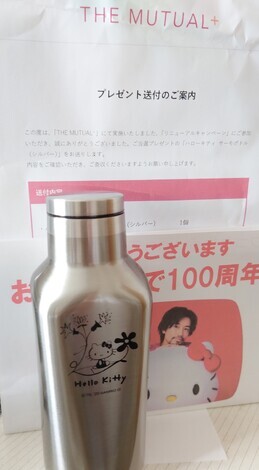 THE MUTUAL+
プレゼント送付のご案内
この度は、「THE MUTUAL」にて実施いたしました、「リニューアルキャンペーン」にご参加
いただき、誠にありがとうございました。ご当選プレゼントの「ハローキティ サーモボトル
(シルバー)」をお送りします。
内容をご確認いただき、ご査収くださいますようお願い申し上げます。
送付内容
(シルバー) 1個
うございます
お
で100周年
Hello Kitty